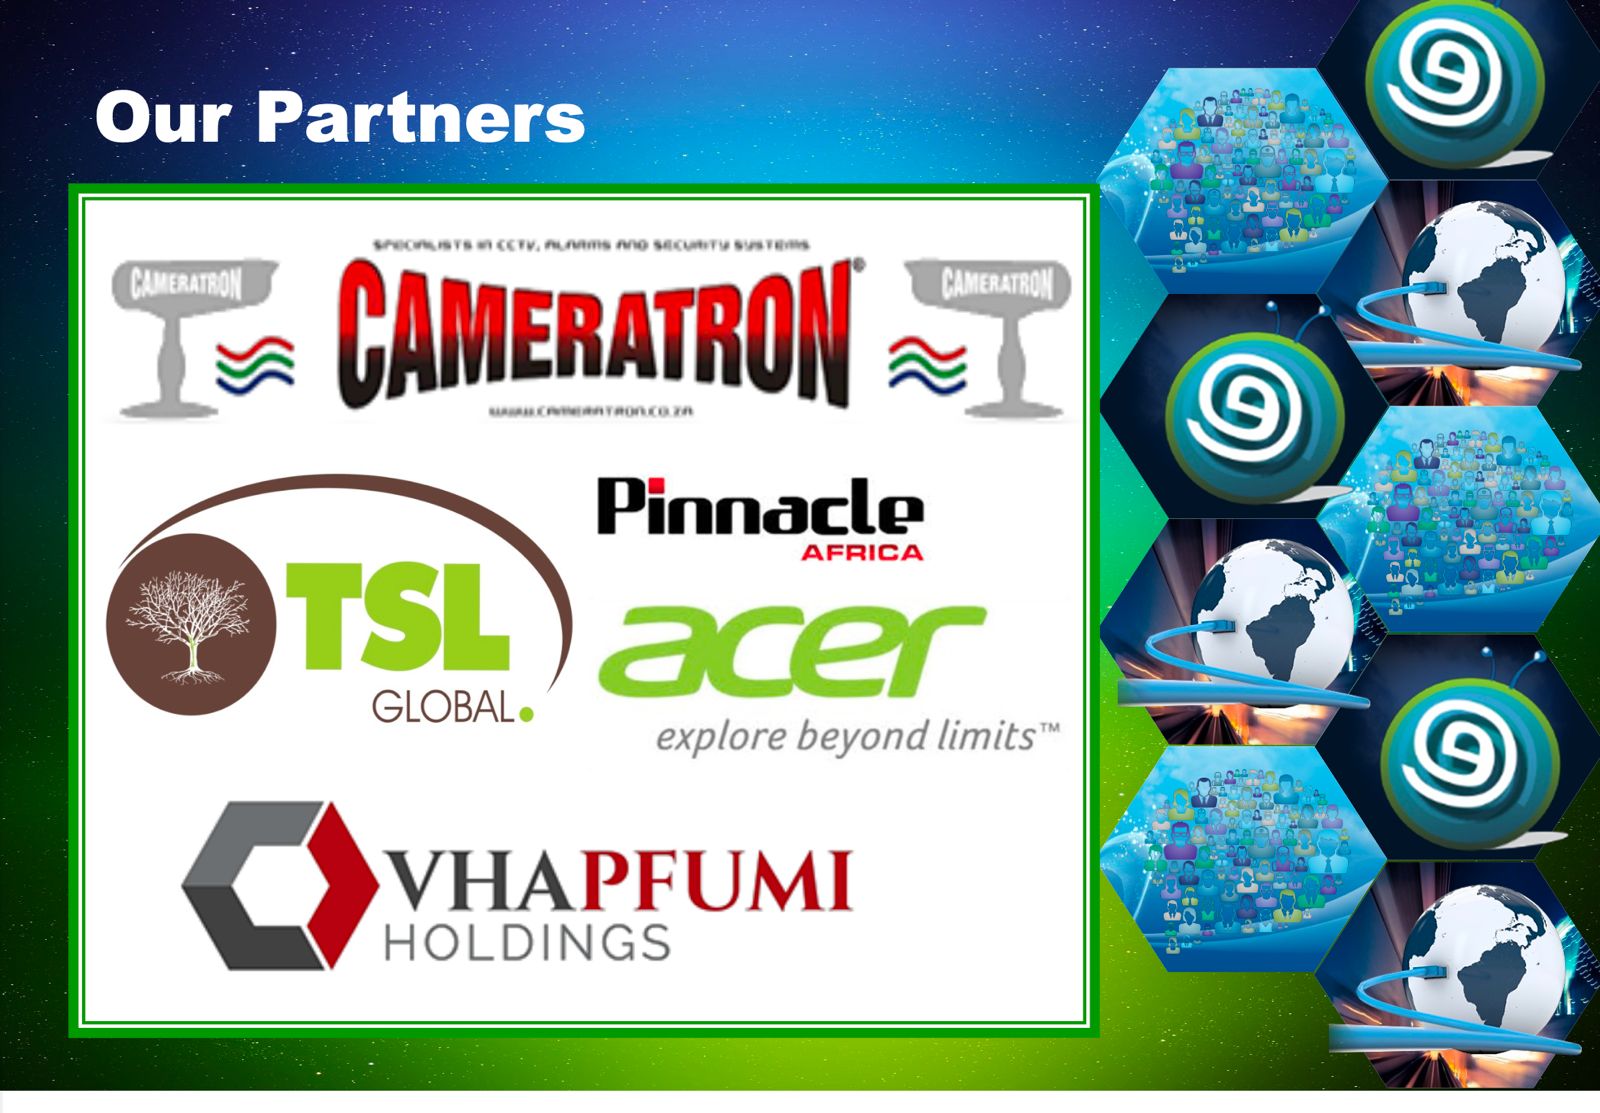 Our Partners
SPECIALISTS IN CCTV, ALARMS AND SECURITY SYSTEMS
CAMERATRON
CAMERATRON®
CAMERATRON
WWW.CAMERATRON.CO.ZA
Pinnacle
AFRICA
TSL
GLOBAL.
acer
explore beyond limits™
VHAPFUMI
HOLDINGS